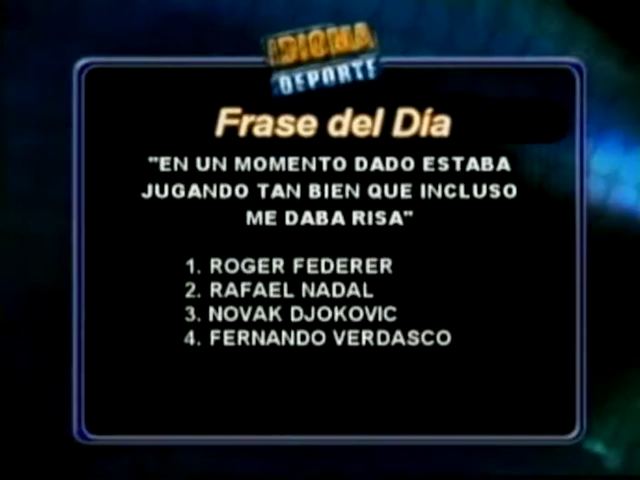 IDIOMA
DEPORTE
Frase del Día
"EN UN MOMENTO DADO ESTABA
JUGANDO TAN BIEN QUE INCLUSO
ME DABA RISA"
1. ROGER FEDERER
2. RAFAEL NADAL
3. NOVAK DJOKOVIC
4. FERNANDO VERDASCO